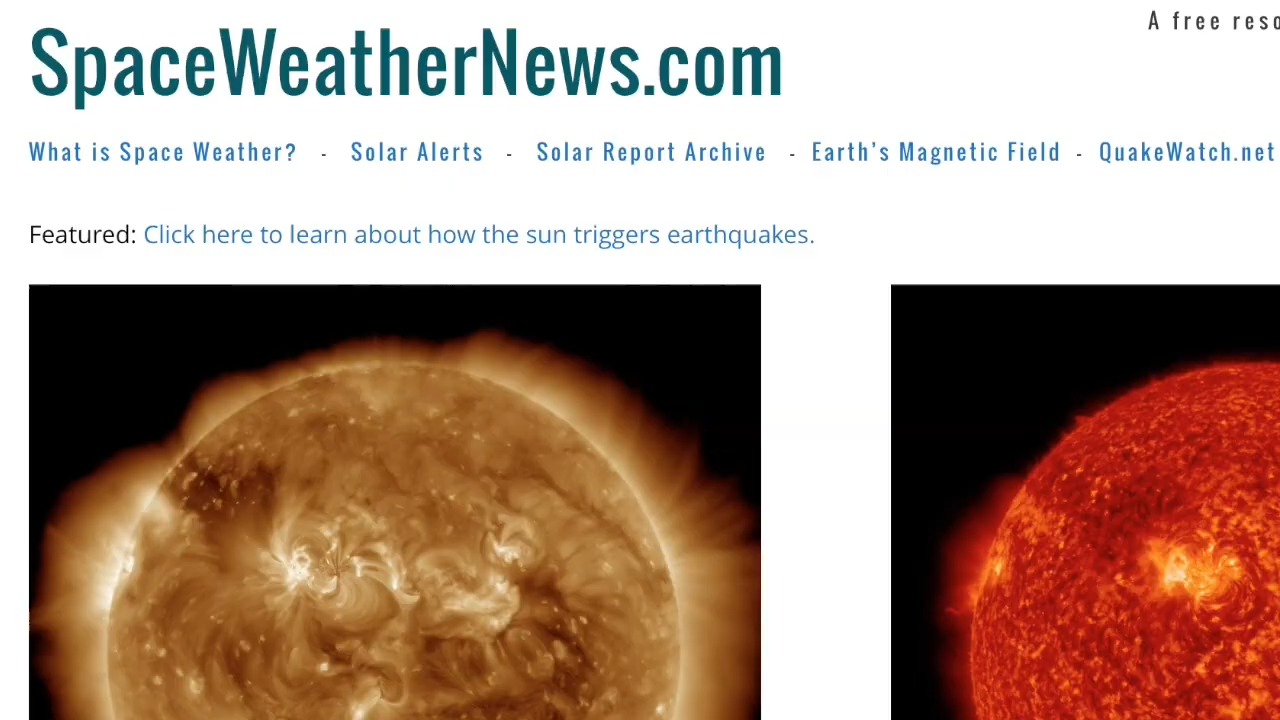 A free reso
SpaceWeatherNews.com
What is Space Weather? - Solar Alerts - Solar Report Archive - Earth’s Magnetic Field - QuakeWatch.net
Featured: Click here to learn about how the sun triggers earthquakes.